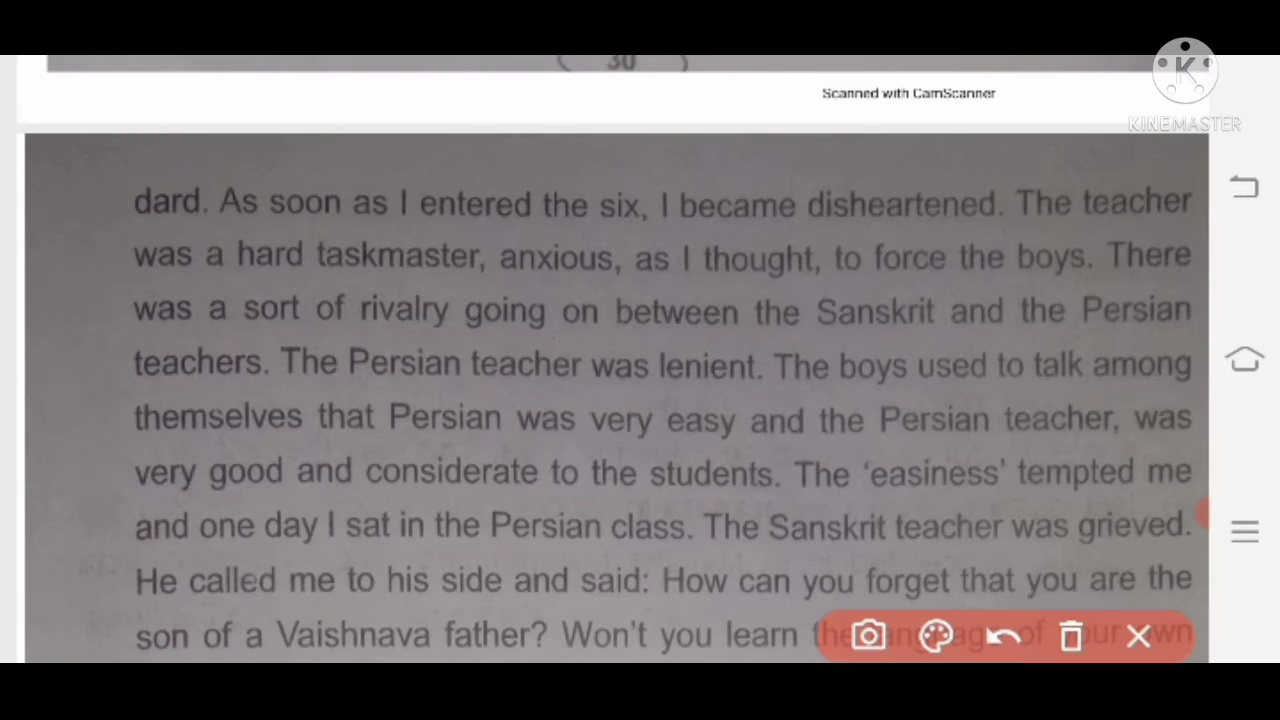 30
Scanned with CamScanner
KINEMASTER
dard. As soon as I entered the six, I became disheartened. The teacher
was a hard taskmaster, anxious, as I thought, to force the boys. There
was a sort of rivalry going on between the Sanskrit and the Persian
teachers. The Persian teacher was lenient. The boys used to talk among
themselves that Persian was very easy and the Persian teacher, was
very good and considerate to the students. The ‘easiness’ tempted me
and one day I sat in the Persian class. The Sanskrit teacher was grieved.
He called me to his side and said: How can you forget that you are the
son of a Vaishnava father? Won't you learn the language of your own